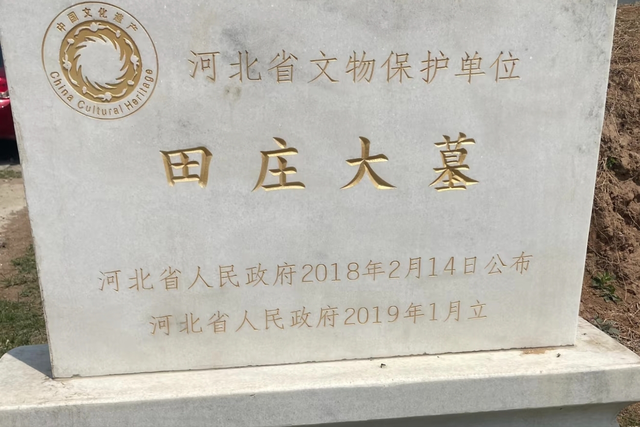 中国文化遗产
China Cultural Heritage
河北省文物保护单位
田庄大墓
河北省人民政府2018年2月14日公布
河北省人民政府2019年1月立